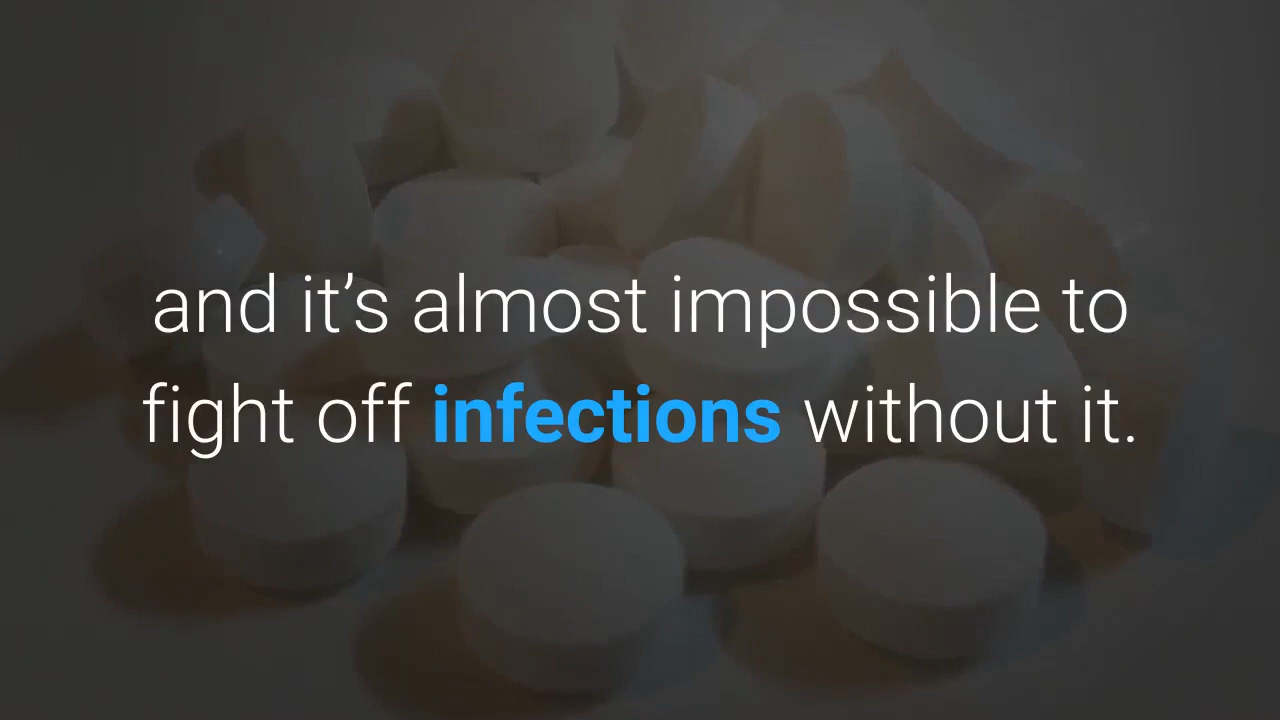 and it’s almost impossible to
fight off infections without it.